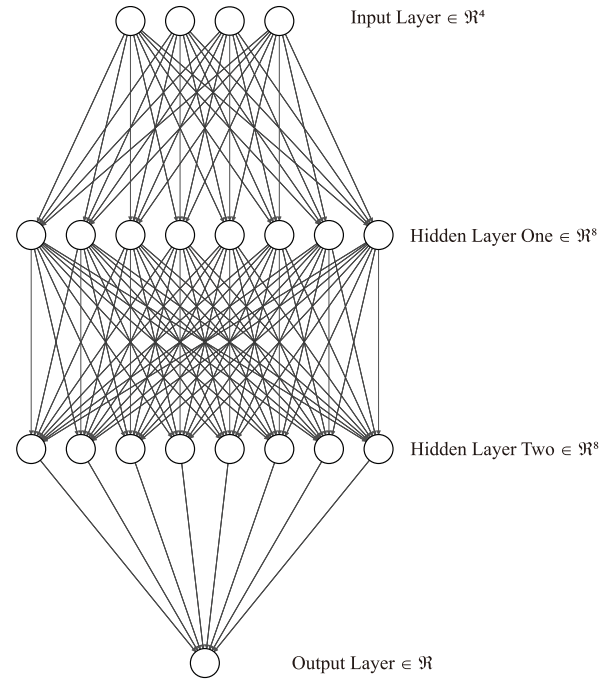 Input Layer ∈ ℜ⁴
Hidden Layer One ∈ ℜ⁸
Hidden Layer Two ∈ ℜ⁸
Output Layer ∈ ℜ